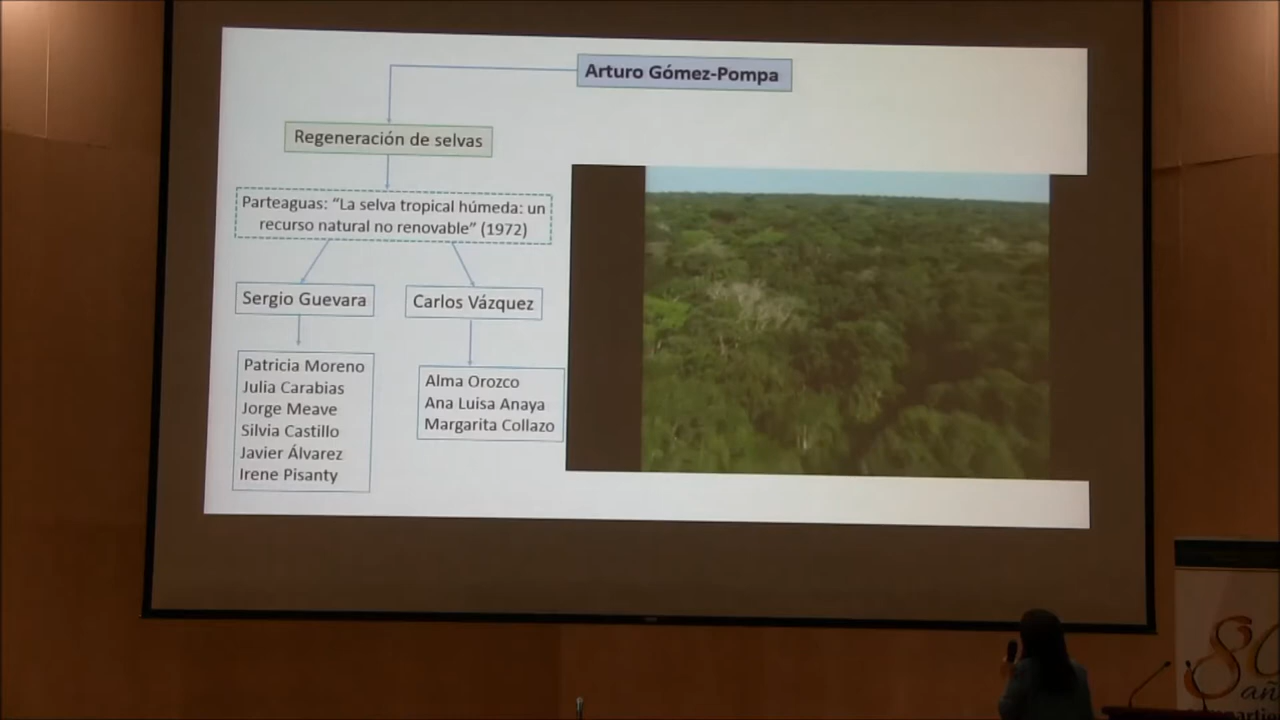 Arturo Gómez-Pompa
Regeneración de selvas
Parteaguas: “La selva tropical húmeda: un
recurso natural no renovable” (1972)
Sergio Guevara
Patricia Moreno
Julia Carabias
Jorge Meave
Silvia Castillo
Javier Álvarez
Irene Pisanty
Carlos Vázquez
Alma Orozco
Ana Luisa Anaya
Margarita Collazo